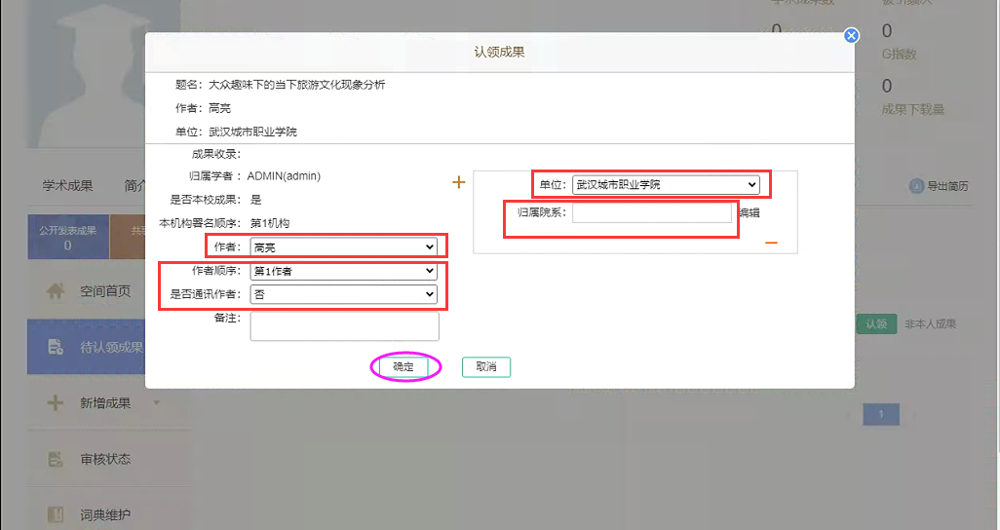 认领成果
题名：大众趣味下的当下旅游文化现象分析
作者：高亮
单位：武汉城市职业学院
成果收录：
归属学者：ADMIN(admin)
是否本校成果：是
本机构署名顺序：第1机构
作者：高亮
作者顺序：第1作者
是否通讯作者：否
备注：
单位：武汉城市职业学院
归属院系： 编辑
确定 取消
0
0
G指数
0
成果下载量
学术成果
导出简历
公开发表成果
0
空间首页
待认领成果
新增成果
审核状态
词典维护
认领 非本人成果
1